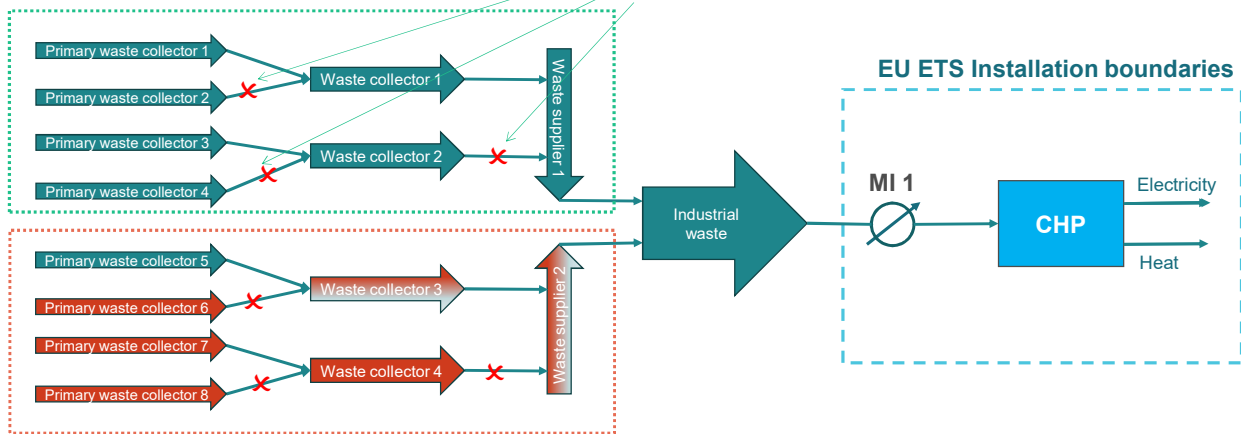 Primary waste collector 1
Primary waste collector 2
Primary waste collector 3
Primary waste collector 4
Waste collector 1
Waste collector 2
Waste supplier 1
Primary waste collector 5
Primary waste collector 6
Primary waste collector 7
Primary waste collector 8
Waste collector 3
Waste collector 4
Waste supplier 2
Industrial
waste
EU ETS Installation boundaries
MI 1
CHP
Electricity
Heat